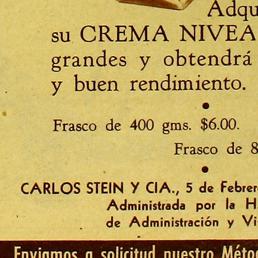 Adqu
su CREMA NIVEA
grandes y obtendrá
y buen rendimiento.
Frasco de 400 gms. $6.00.
Frasco de 8
CARLOS STEIN Y CIA., 5 de Febrer
Administrada por la H
de Administración y Vi
Enviamos a solicitud nuestro Méto